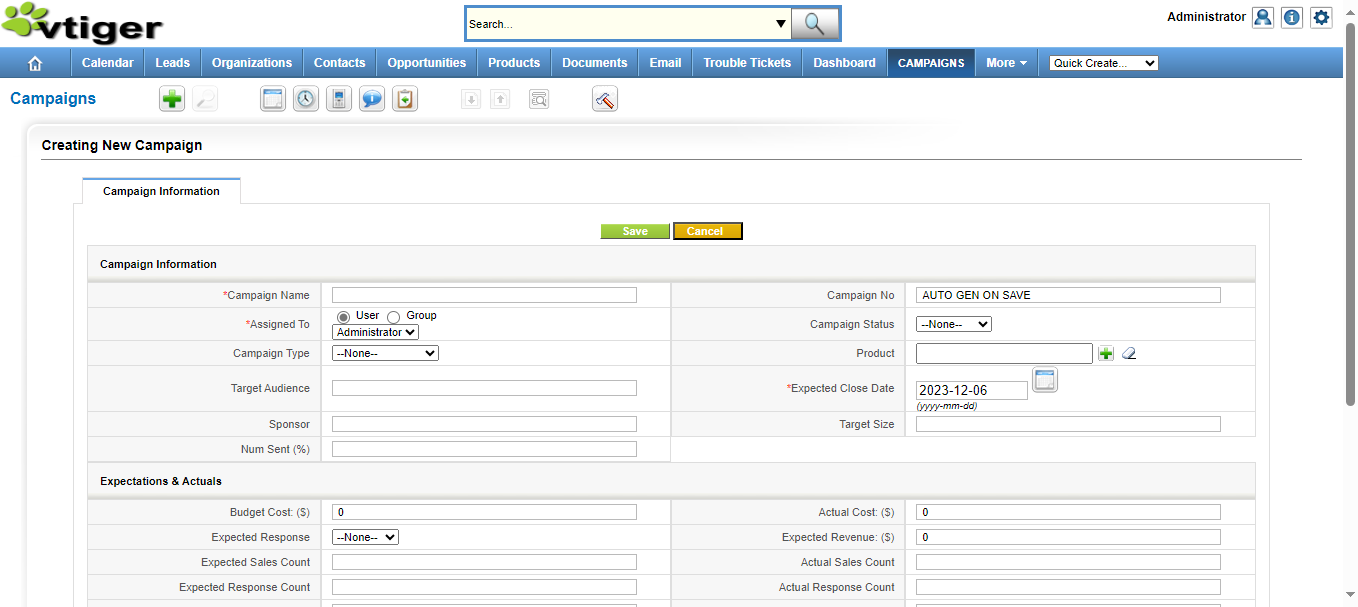 vtiger
Search...
Administrator
Calendar Leads Organizations Contacts Opportunities Products Documents Email Trouble Tickets Dashboard CAMPAIGNS More Quick Create...
Campaigns
Creating New Campaign
Campaign Information
Save Cancel
Campaign Information
*Campaign Name Campaign No AUTO GEN ON SAVE
*Assigned To User Group Administrator Campaign Status --None--
Campaign Type --None-- Product
Target Audience *Expected Close Date 2023-12-06
(yyyy-mm-dd)
Sponsor Target Size
Num Sent (%)
Expectations & Actuals
Budget Cost: ($) 0 Actual Cost: ($) 0
Expected Response --None-- Expected Revenue: ($) 0
Expected Sales Count Actual Sales Count
Expected Response Count Actual Response Count